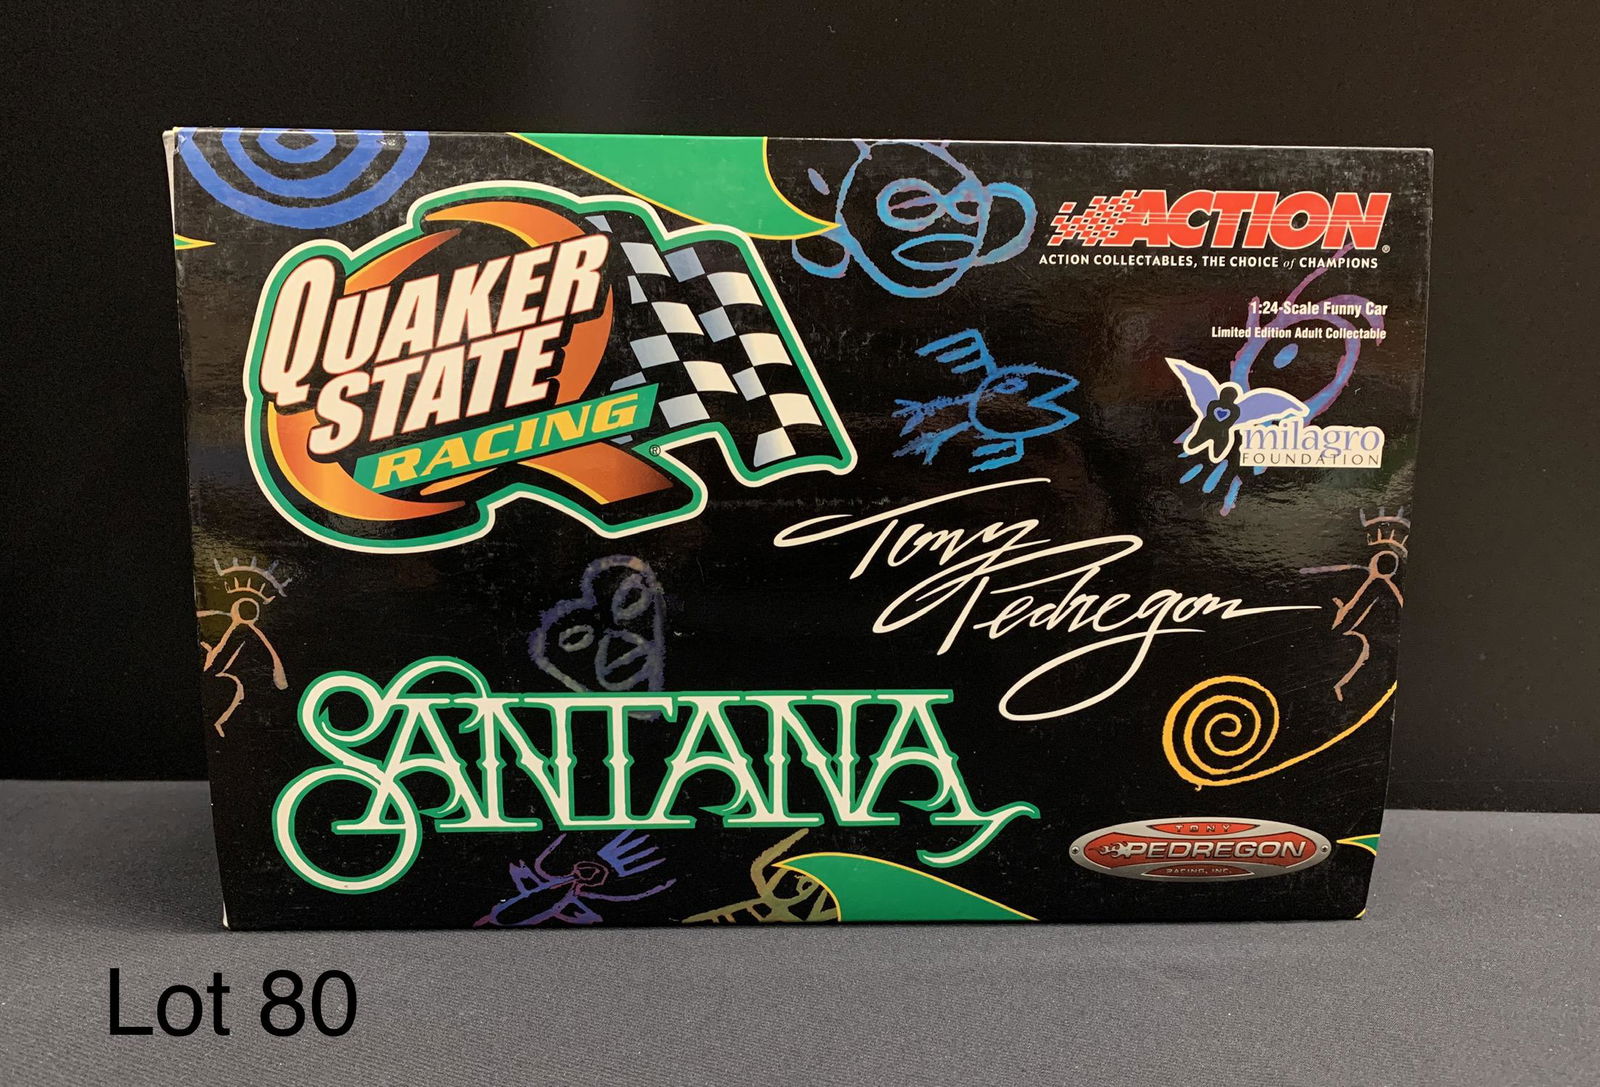 QUAKER
STATE
RACING
®
ACTION®
ACTION COLLECTABLES, THE CHOICE of CHAMPIONS
1:24-Scale Funny Car
Limited Edition Adult Collectable
milagro
FOUNDATION
Tony
Pedregon
SANTANA
TONY
PEDREGON
RACING, INC.
Lot 80